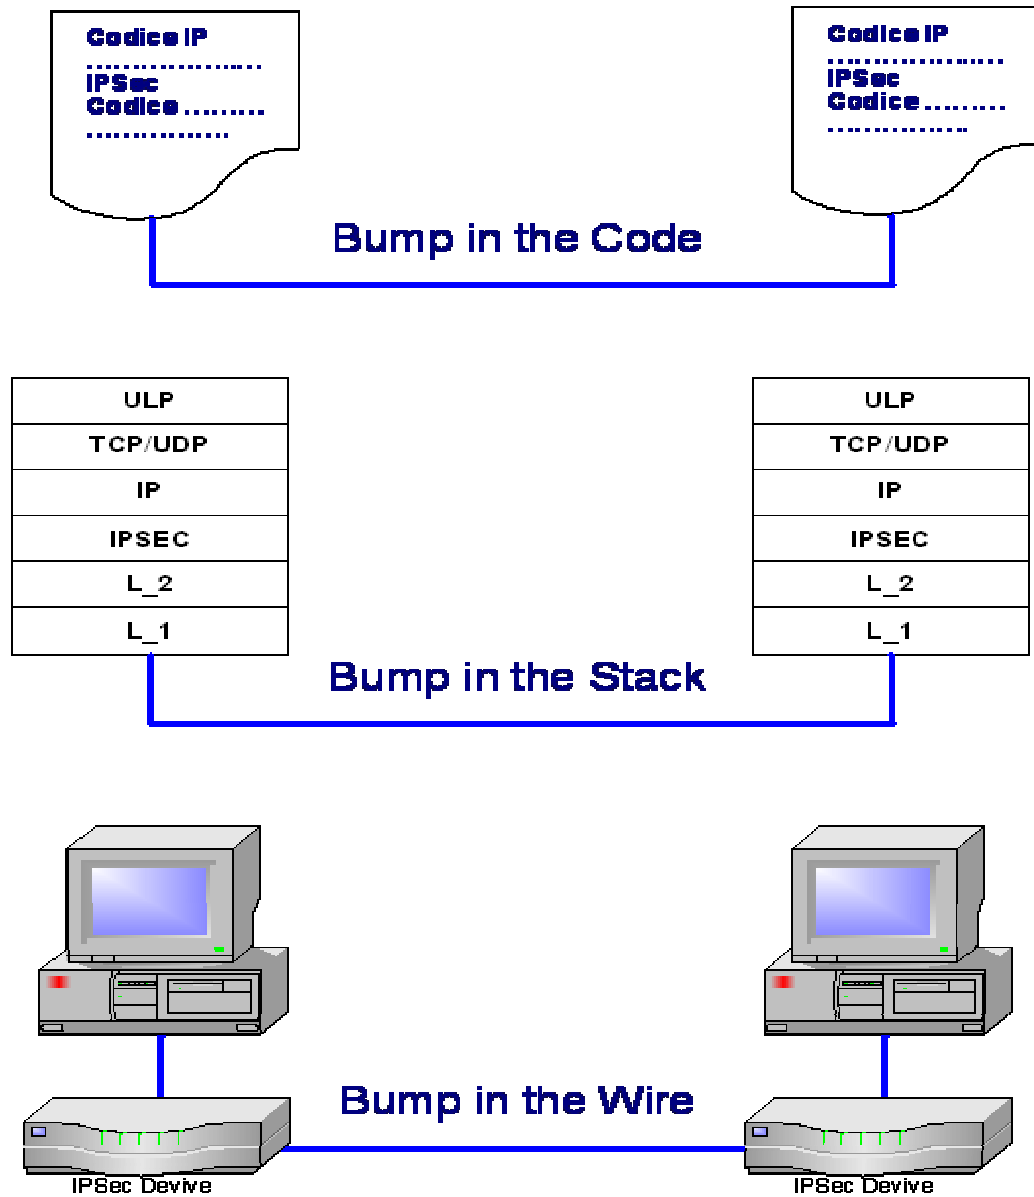 Codice IP
....................
IPSec
Codice .........
................
Codice IP
....................
IPSec
Codice .........
................
Bump in the Code
ULP
TCP/UDP
IP
IPSEC
L_2
L_1
ULP
TCP/UDP
IP
IPSEC
L_2
L_1
Bump in the Stack
Bump in the Wire
IPSec Devive
IPSec Devive